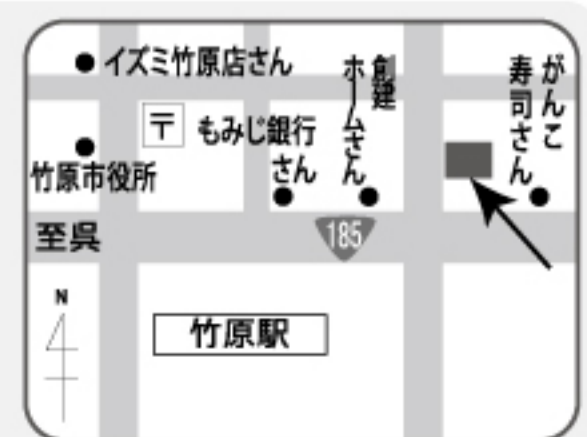 イズミ竹原店さん
創建
ホームさん
がんこ
寿司さん
〒
もみじ銀行
さん
竹原市役所
至呉
185
N
竹原駅